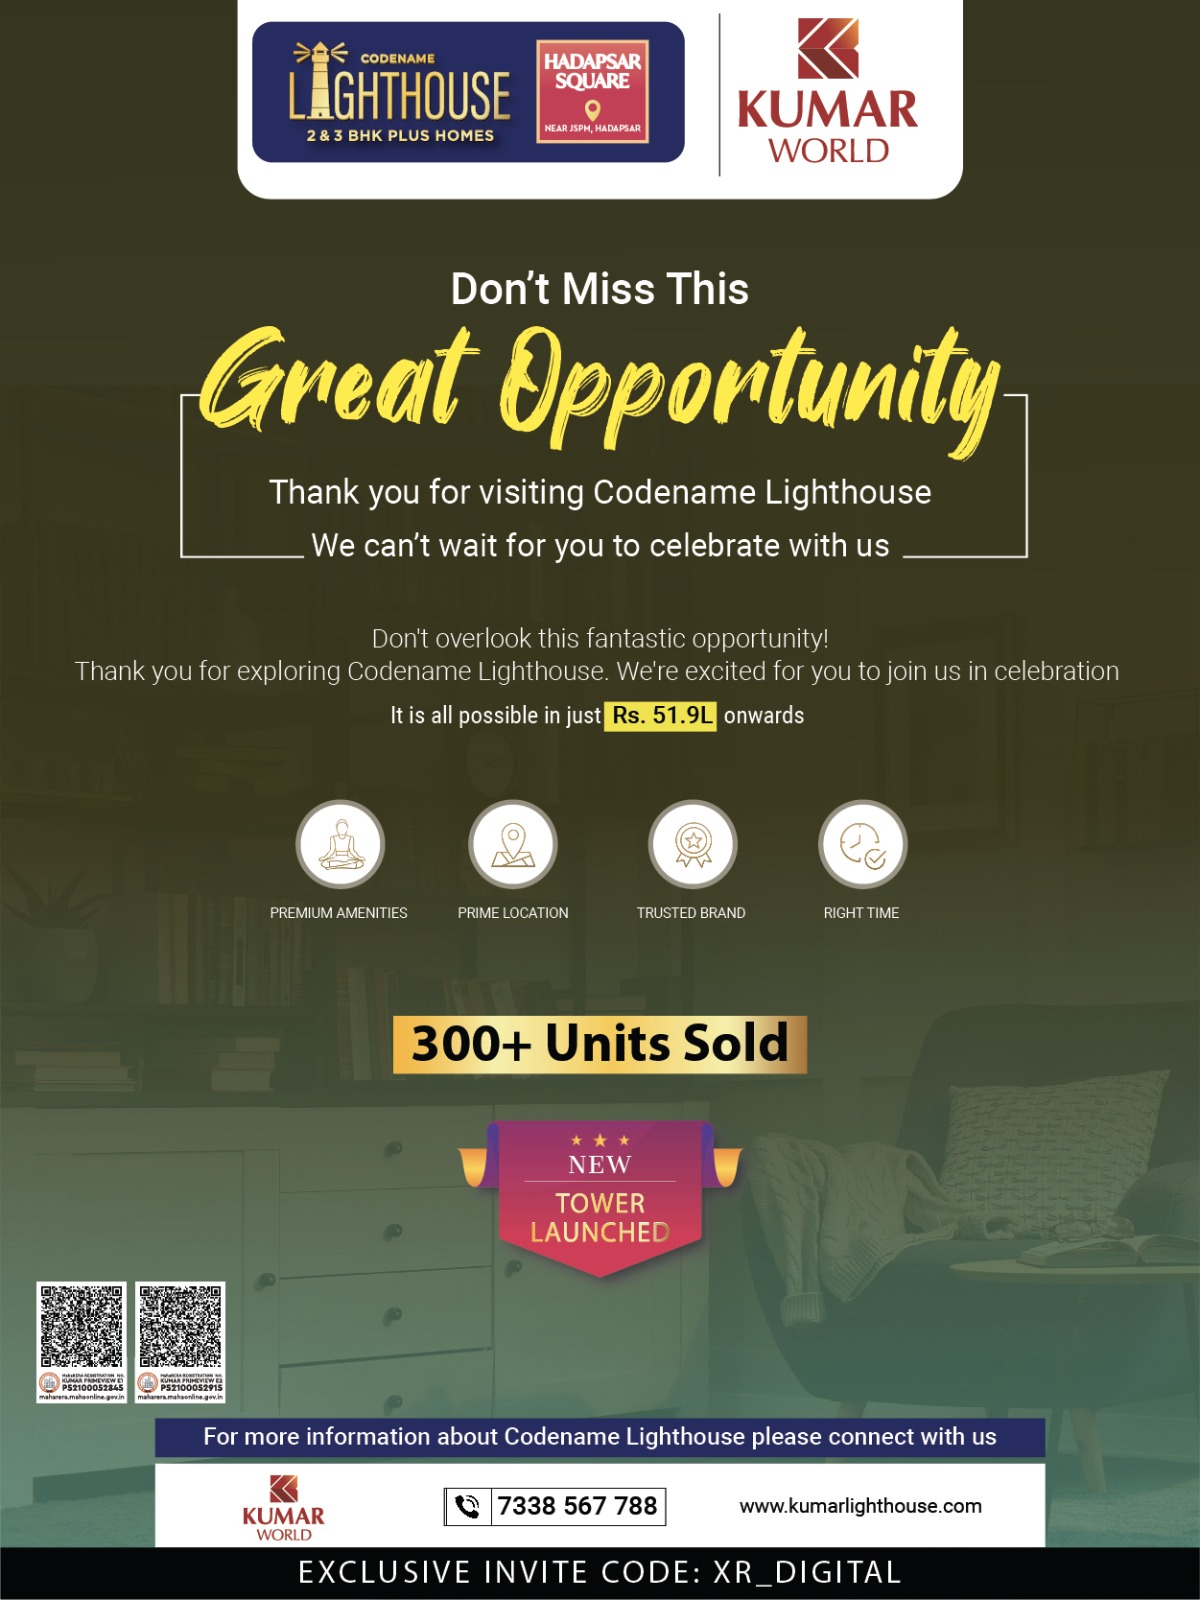 CODENAME
LIGHTHOUSE
2 & 3 BHK PLUS HOMES
HADAPSAR
SQUARE
NEAR JSPM, HADAPSAR
KUMAR
WORLD
Don't Miss This
Great Opportunity
Thank you for visiting Codename Lighthouse
We can't wait for you to celebrate with us
Don't overlook this fantastic opportunity!
Thank you for exploring Codename Lighthouse. We're excited for you to join us in celebration
It is all possible in just Rs. 51.9L onwards
PREMIUM AMENITIES
PRIME LOCATION
TRUSTED BRAND
RIGHT TIME
300+ Units Sold
NEW
TOWER
LAUNCHED
MahaRERA REGISTRATION NO.
KUMAR PRIMEVIEW E1
P52100052845
maharera.mahaonline.gov.in
MahaRERA REGISTRATION NO.
KUMAR PRIMEVIEW E2
P52100052915
maharera.mahaonline.gov.in
For more information about Codename Lighthouse please connect with us
KUMAR
WORLD
7338 567 788
www.kumarlighthouse.com
EXCLUSIVE INVITE CODE: XR_DIGITAL